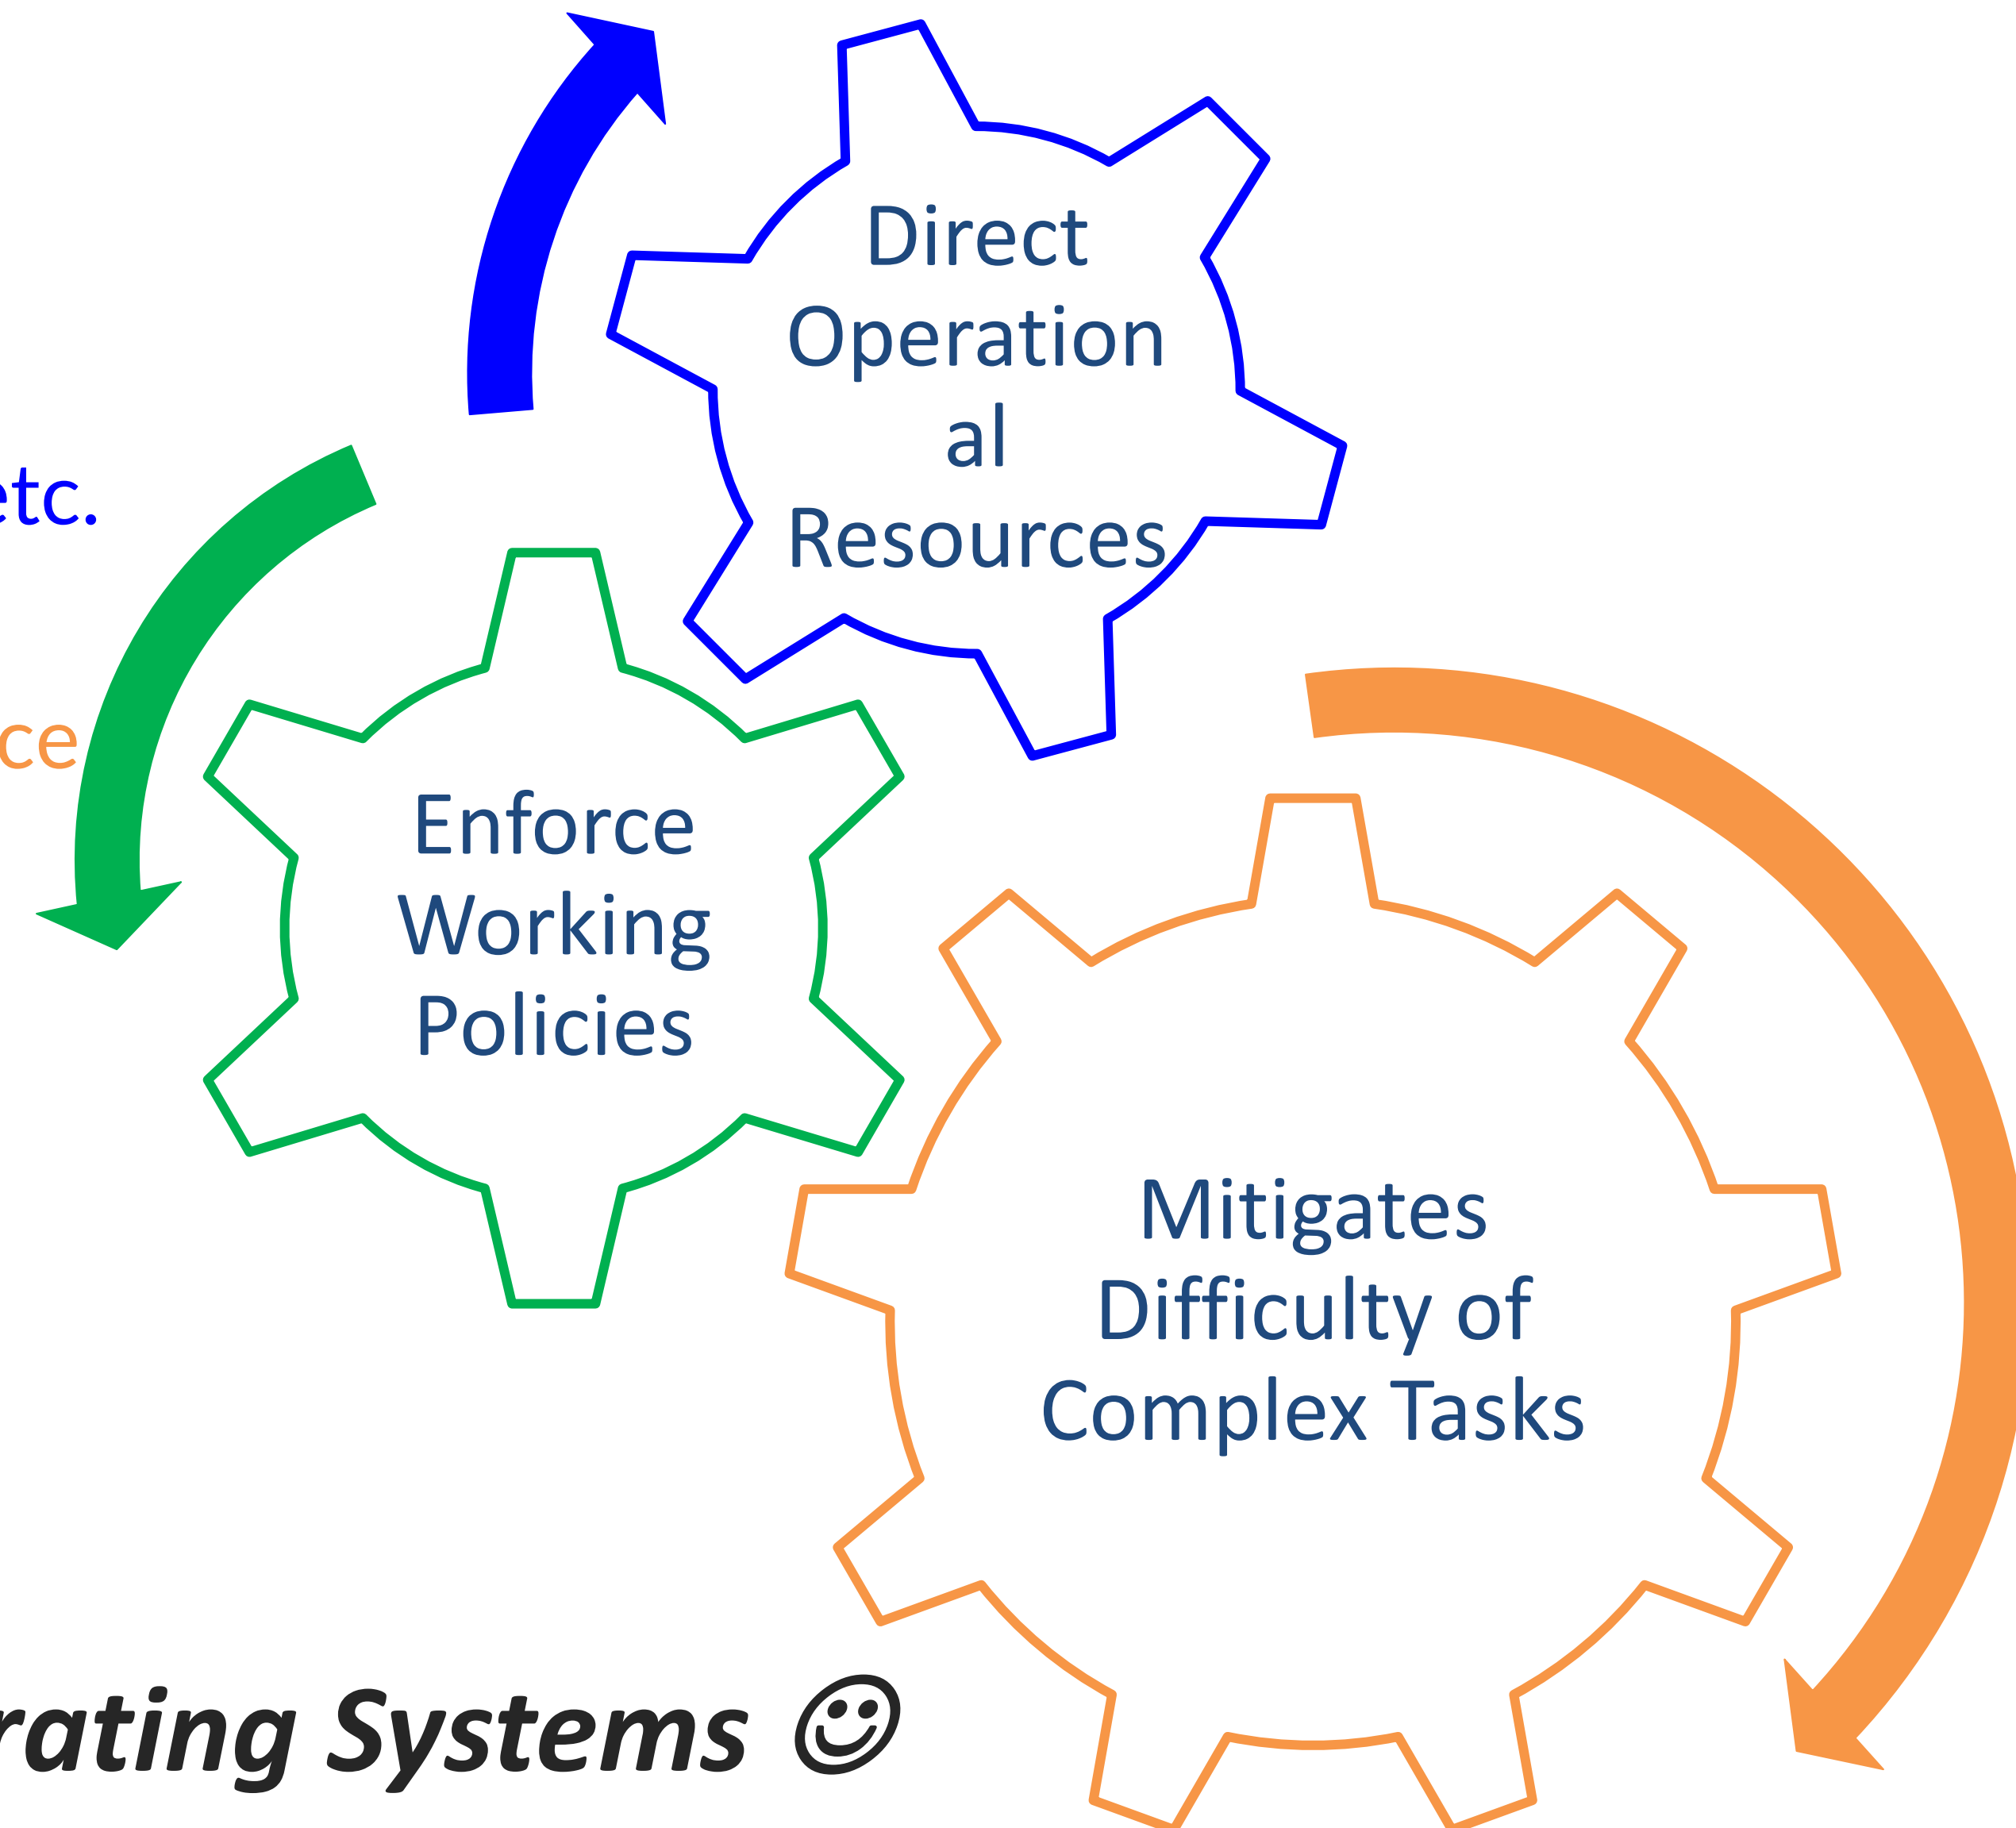 Direct
Operation
al
Resources
etc.
ce
Enforce
Working
Policies
Mitigates
Difficulty of
Complex Tasks
rating Systems ☺